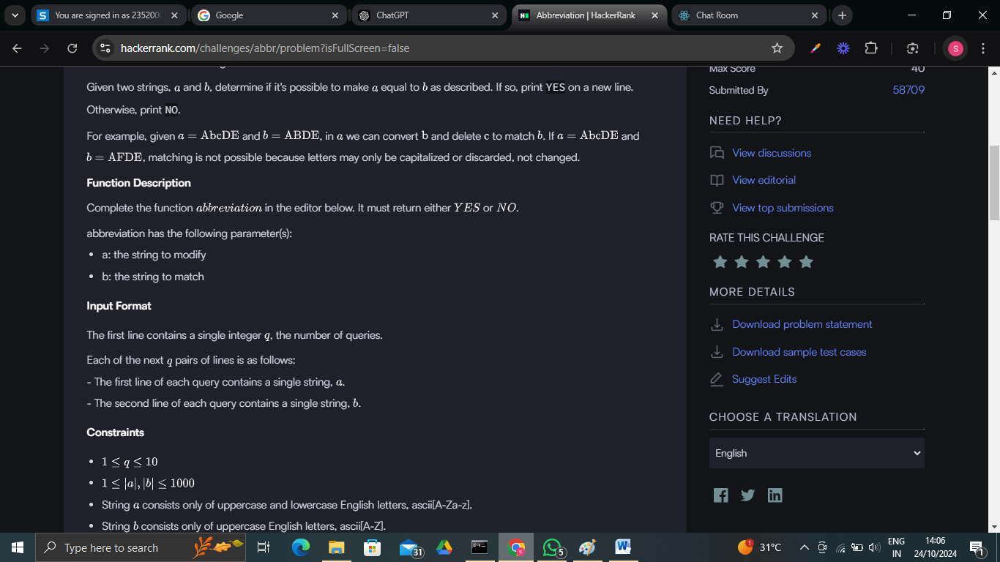 You are signed in as 235200
Google
ChatGPT
Abbreviation | HackerRank
Chat Room
hackerrank.com/challenges/abbr/problem?isFullScreen=false
S
Given two strings, a and b, determine if it's possible to make a equal to b as described. If so, print YES on a new line.
Otherwise, print NO.
For example, given a = AbcDE and b = ABDE, in a we can convert b and delete c to match b. If a = AbcDE and
b = AFDE, matching is not possible because letters may only be capitalized or discarded, not changed.
Function Description
Complete the function abbreviation in the editor below. It must return either YES or NO.
abbreviation has the following parameter(s):
• a: the string to modify
• b: the string to match
Input Format
The first line contains a single integer q, the number of queries.
Each of the next q pairs of lines is as follows:
- The first line of each query contains a single string, a.
- The second line of each query contains a single string, b.
Constraints
• 1 ≤ q ≤ 10
• 1 ≤ |a|, |b| ≤ 1000
• String a consists only of uppercase and lowercase English letters, ascii[A-Za-z].
• String b consists only of uppercase English letters, ascii[A-Z].
Max Score 40
Submitted By 58709
NEED HELP?
View discussions
View editorial
View top submissions
RATE THIS CHALLENGE
MORE DETAILS
Download problem statement
Download sample test cases
Suggest Edits
CHOOSE A TRANSLATION
English
Type here to search
31
5
W
1
31°C
ENG
IN
14:06
24/10/2024
1